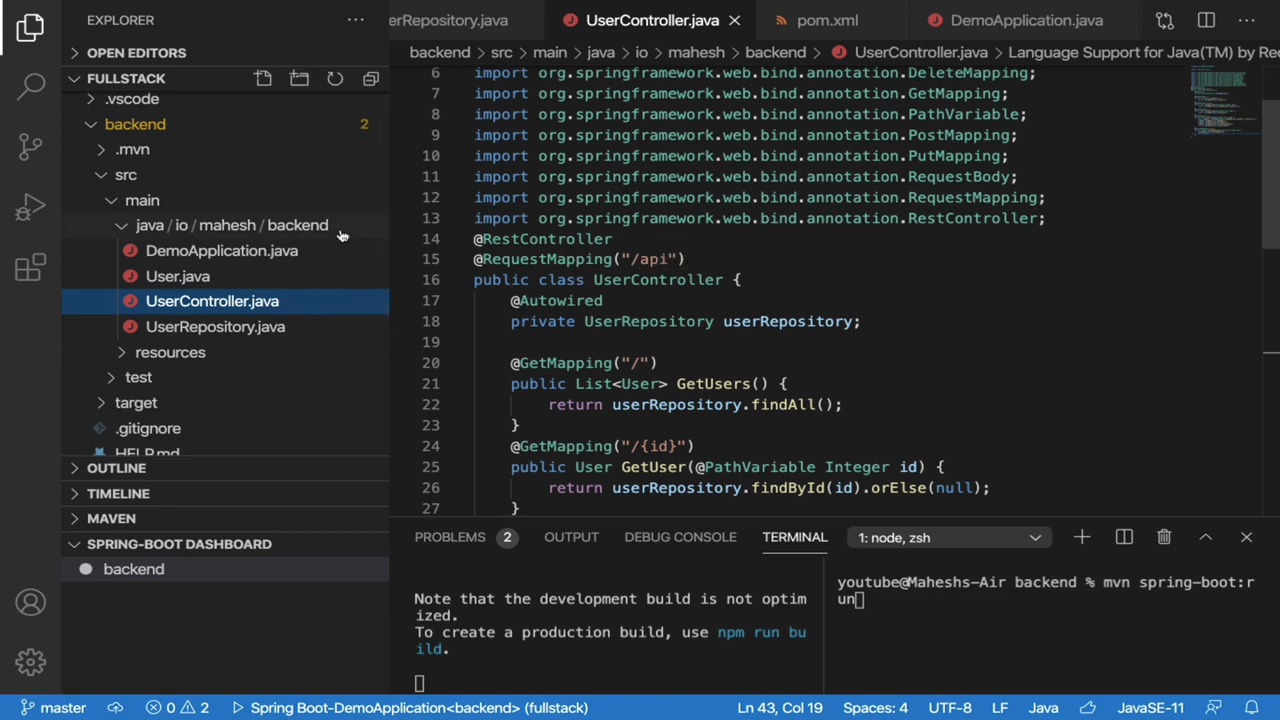 EXPLORER
OPEN EDITORS
FULLSTACK
.vscode
backend 2
.mvn
src
main
java / io / mahesh / backend
DemoApplication.java
User.java
UserController.java
UserRepository.java
resources
test
target
.gitignore
HELP.md
OUTLINE
TIMELINE
MAVEN
SPRING-BOOT DASHBOARD
backend
erRepository.java UserController.java pom.xml DemoApplication.java
backend > src > main > java > io > mahesh > backend > UserController.java > Language Support for Java(TM) by Re
6 import org.springframework.web.bind.annotation.DeleteMapping;
7 import org.springframework.web.bind.annotation.GetMapping;
8 import org.springframework.web.bind.annotation.PathVariable;
9 import org.springframework.web.bind.annotation.PostMapping;
10 import org.springframework.web.bind.annotation.PutMapping;
11 import org.springframework.web.bind.annotation.RequestBody;
12 import org.springframework.web.bind.annotation.RequestMapping;
13 import org.springframework.web.bind.annotation.RestController;
14 @RestController
15 @RequestMapping("/api")
16 public class UserController {
17 @Autowired
18 private UserRepository userRepository;
19
20 @GetMapping("/")
21 public List<User> GetUsers() {
22 return userRepository.findAll();
23 }
24 @GetMapping("/{id}")
25 public User GetUser(@PathVariable Integer id) {
26 return userRepository.findById(id).orElse(null);
27 }
PROBLEMS 2 OUTPUT DEBUG CONSOLE TERMINAL 1: node, zsh
Note that the development build is not optim
ized.
To create a production build, use npm run bu
ild.
youtube@Maheshs-Air backend % mvn spring-boot:r
un
master 0 2 Spring Boot-DemoApplication<backend> (fullstack) Ln 43, Col 19 Spaces: 4 UTF-8 LF Java JavaSE-11